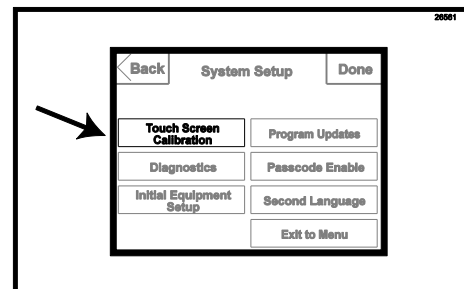 26561
Back
System Setup
Done
Touch Screen
Calibration
Program Updates
Diagnostics
Passcode Enable
Initial Equipment
Setup
Second Language
Exit to Menu